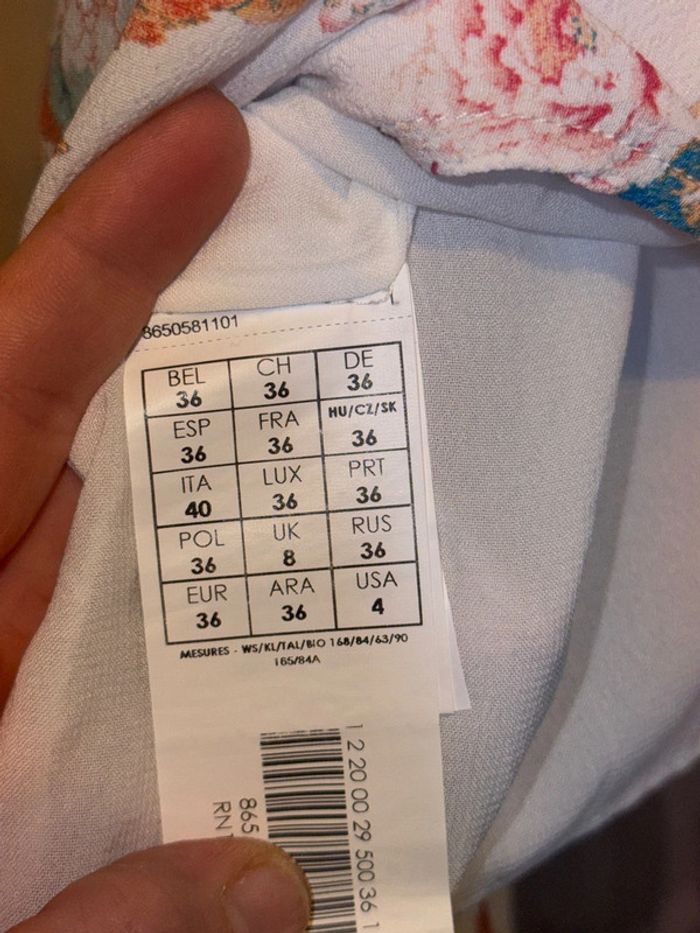 8650581101
BEL CH DE
36 36 36
ESP FRA HU/CZ/SK
36 36 36
ITA LUX PRT
40 36 36
POL UK RUS
36 8 36
EUR ARA USA
36 36 4
MESURES - WS/KL/TAL/BIO 168/84/63/90
165/84A
1 2 20 00 29 500 36 1
865
RN